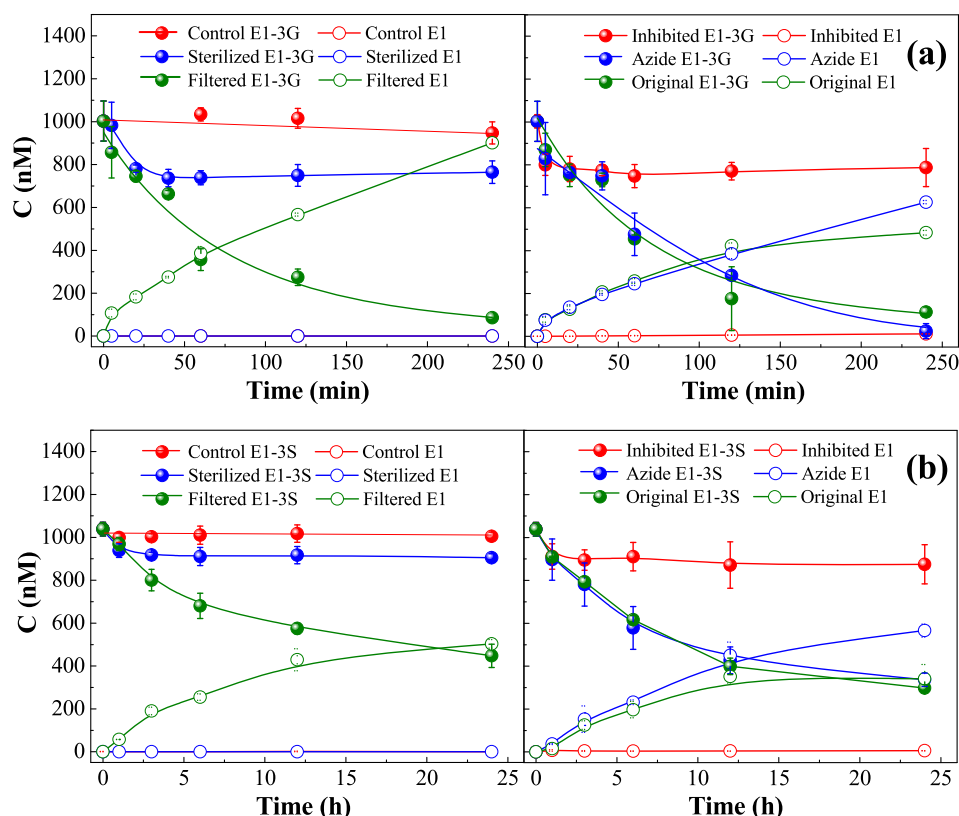 Control E1-3G Control E1
Sterilized E1-3G Sterilized E1
Filtered E1-3G Filtered E1
Inhibited E1-3G Inhibited E1
Azide E1-3G Azide E1
Original E1-3G Original E1
(a)
C (nM)
1400
1200
1000
800
600
400
200
0
0 50 100 150 200 250
Time (min)
0 50 100 150 200 250
Time (min)
Control E1-3S Control E1
Sterilized E1-3S Sterilized E1
Filtered E1-3S Filtered E1
Inhibited E1-3S Inhibited E1
Azide E1-3S Azide E1
Original E1-3S Original E1
(b)
C (nM)
1400
1200
1000
800
600
400
200
0
0 5 10 15 20 25
Time (h)
0 5 10 15 20 25
Time (h)